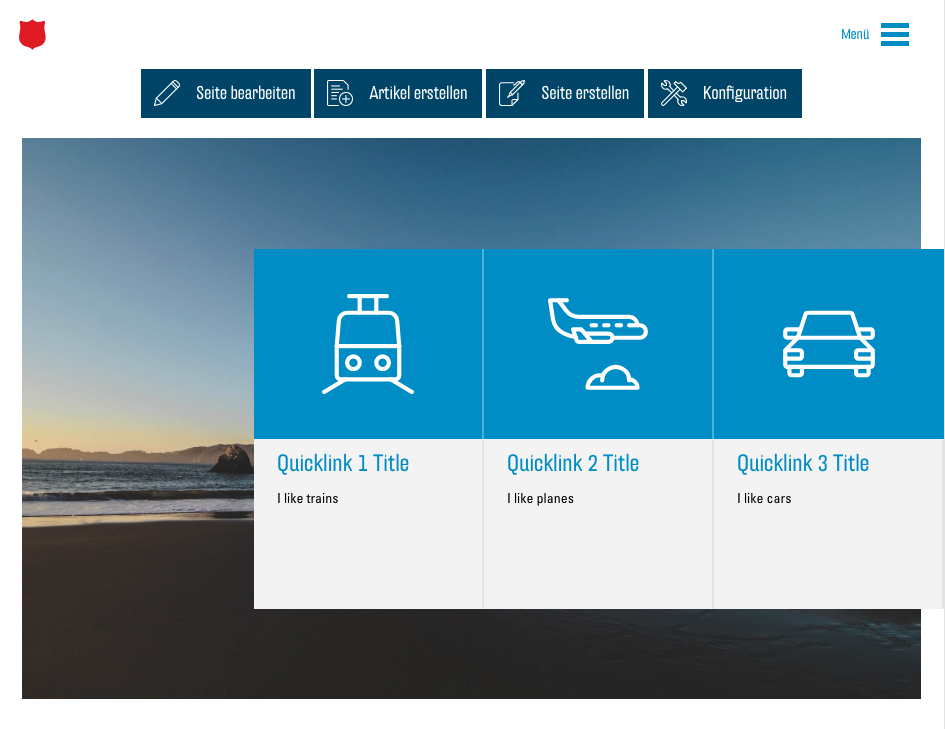 Menü
Seite bearbeiten
Artikel erstellen
Seite erstellen
Konfiguration
Quicklink 1 Title
I like trains
Quicklink 2 Title
I like planes
Quicklink 3 Title
I like cars